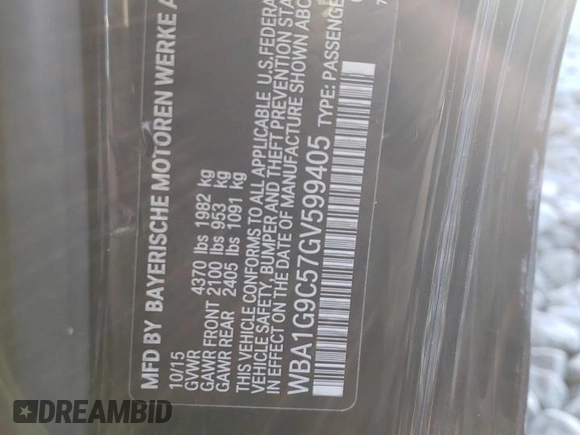 MFD BY BAYERISCHE MOTOREN WERKE
10/15
GVWR 4370 lbs 1982 kg
GAWR FRONT 2100 lbs 953 kg
GAWR REAR 2405 lbs 1091 kg
THIS VEHICLE CONFORMS TO ALL APPLICABLE U.S. FEDERAL
VEHICLE SAFETY, BUMPER AND THEFT PREVENTION
IN EFFECT ON THE DATE OF MANUFACTURE SHOWN
WBA1G9C57GV599405 TYPE: PASSENGE
DREAMBID